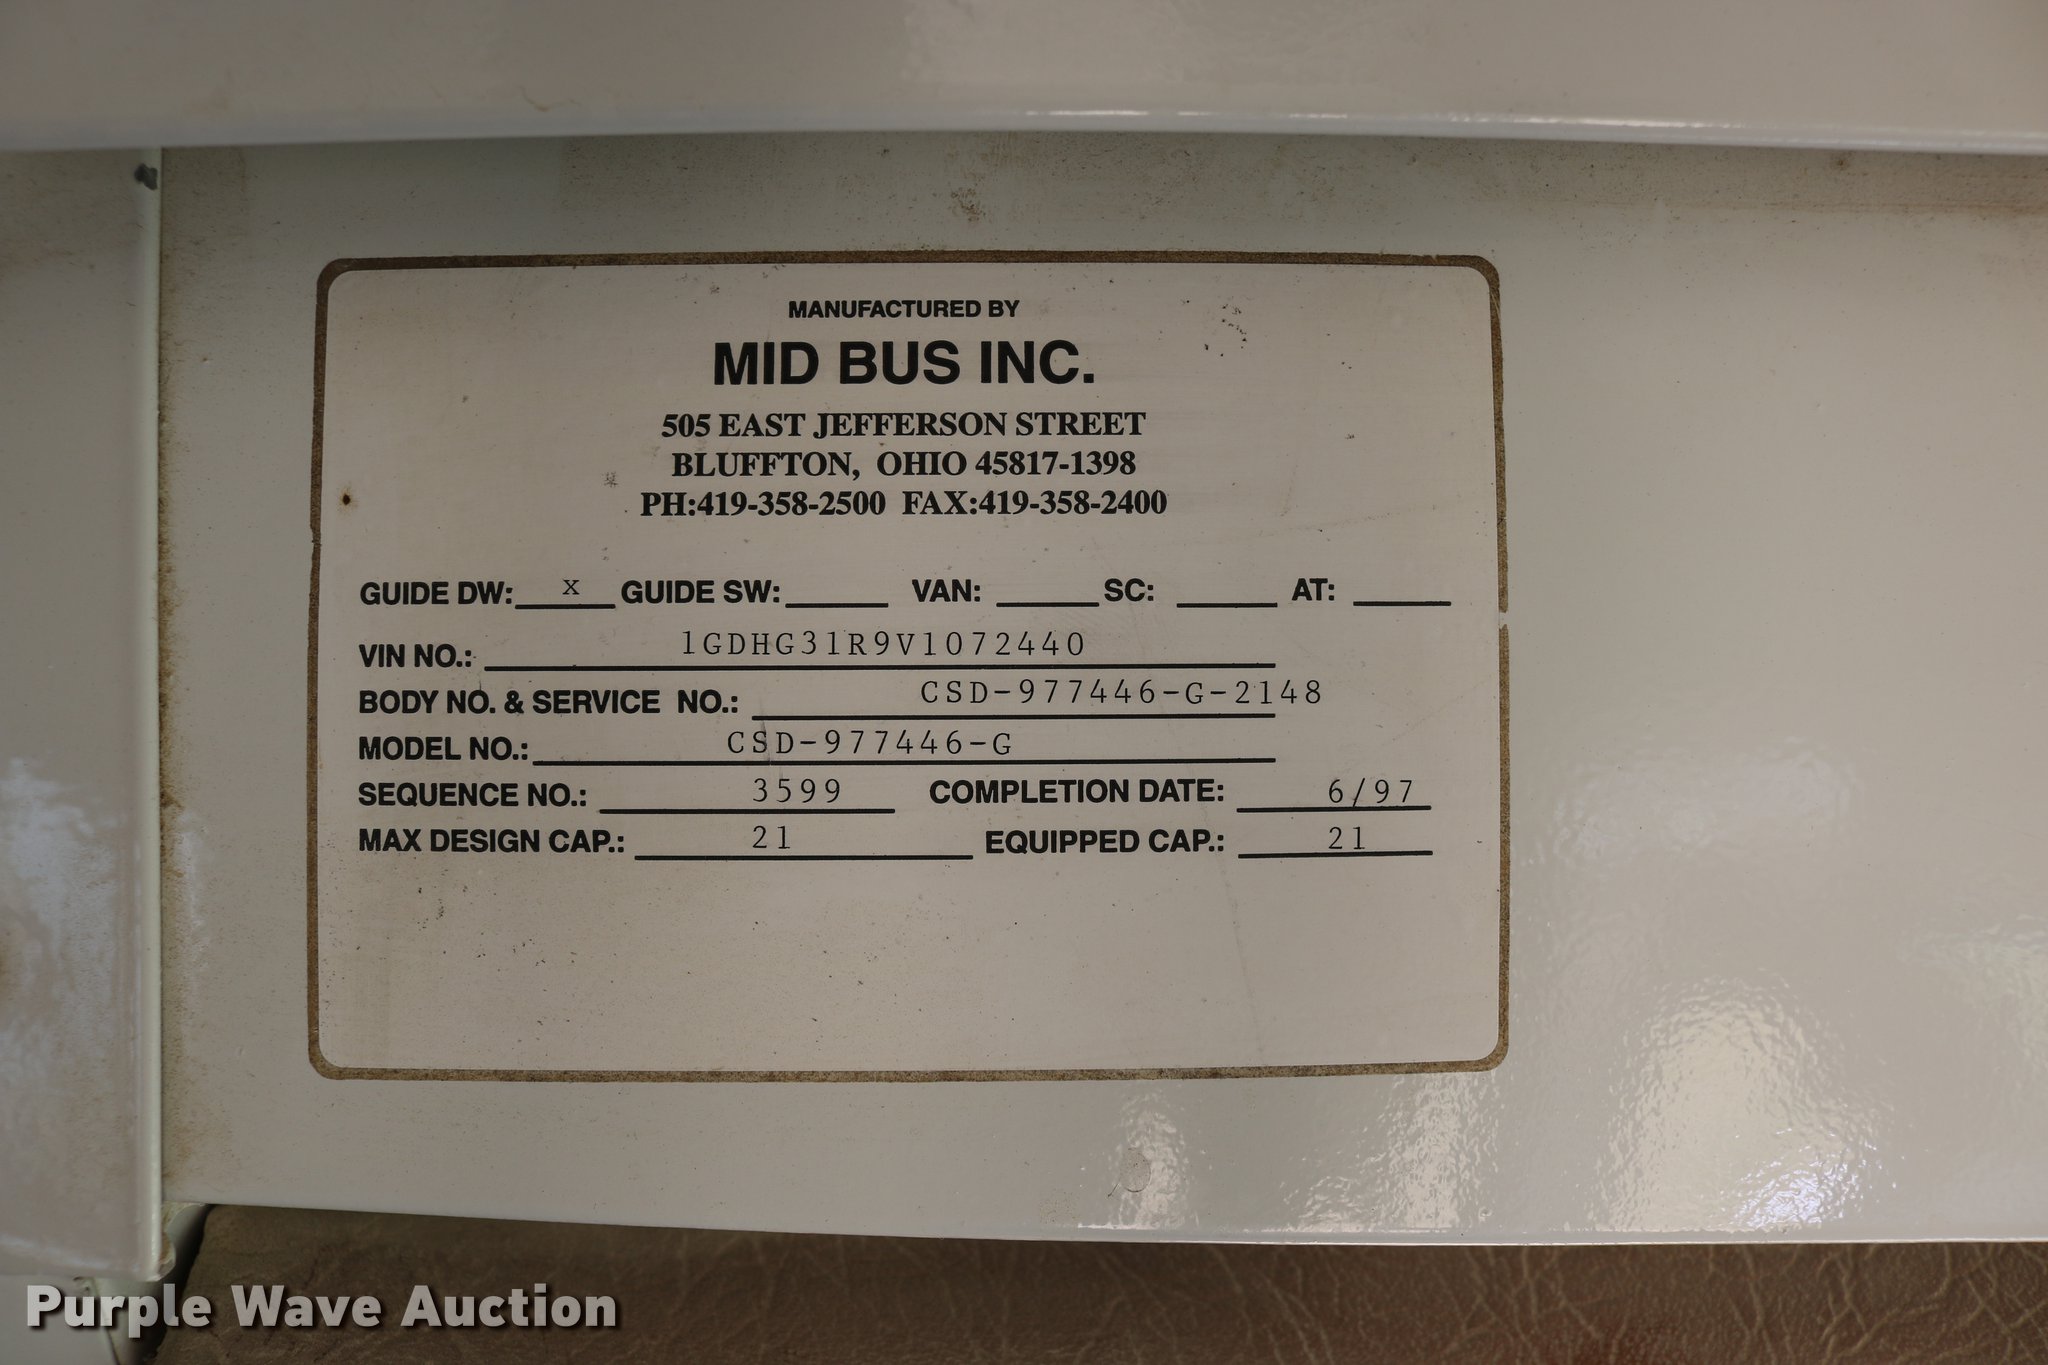 MANUFACTURED BY
MID BUS INC.
505 EAST JEFFERSON STREET
BLUFFTON, OHIO 45817-1398
PH:419-358-2500 FAX:419-358-2400
GUIDE DW: x GUIDE SW: VAN: SC: AT:
VIN NO.: 1GDHG31R9V1072440
BODY NO. & SERVICE NO.: CSD-977446-G-2148
MODEL NO.: CSD-977446-G
SEQUENCE NO.: 3599 COMPLETION DATE: 6/97
MAX DESIGN CAP.: 21 EQUIPPED CAP.: 21
Purple Wave Auction